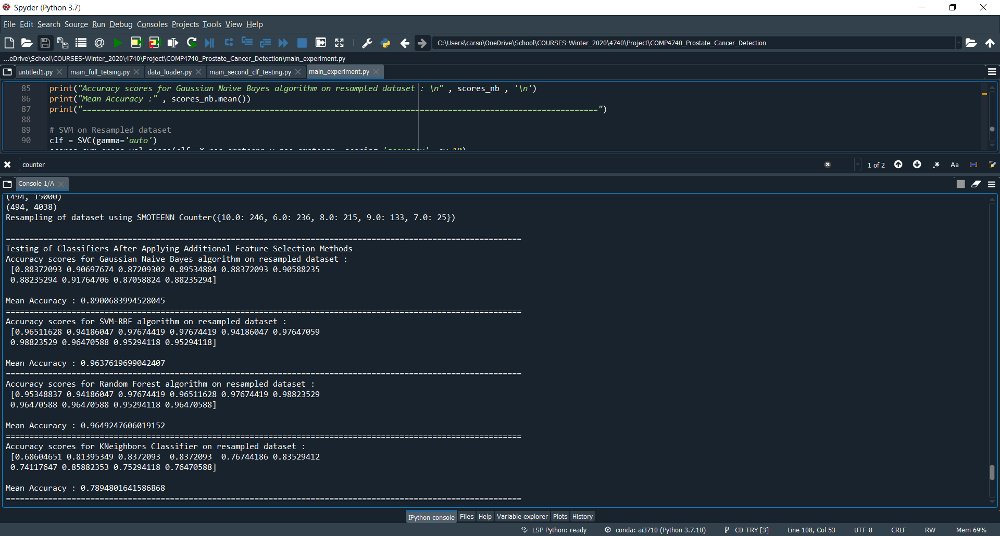 Spyder (Python 3.7)
File Edit Search Source Run Debug Consoles Projects Tools View Help
C:\Users\carso\OneDrive\School\COURSES-Winter_2020\4740\Project\COMP4740_Prostate_Cancer_Detection
...eDrive\School\COURSES-Winter_2020\4740\Project\COMP4740_Prostate_Cancer_Detection\main_experiment.py
untitled1.py main_full_tetsing.py data_loader.py main_second_clf_testing.py main_experiment.py
85 print("Accuracy scores for Gaussian Naive Bayes algorithm on resampled dataset : \n" , scores_nb , '\n')
86 print("Mean Accuracy :" , scores_nb.mean())
87 print("==============================================================================================================")
88
89 # SVM on Resampled dataset
90 clf = SVC(gamma='auto')
counter
1 of 2
Aa
Console 1/A
(494, 15000)
(494, 4038)
Resampling of dataset using SMOTEENN Counter({10.0: 246, 6.0: 236, 8.0: 215, 9.0: 133, 7.0: 25})
==============================================================================================================
Testing of Classifiers After Applying Additional Feature Selection Methods
Accuracy scores for Gaussian Naive Bayes algorithm on resampled dataset :
[0.88372093 0.90697674 0.87209302 0.89534884 0.88372093 0.90588235
0.88235294 0.91764706 0.87058824 0.88235294]
Mean Accuracy : 0.8900683994528045
==============================================================================================================
Accuracy scores for SVM-RBF algorithm on resampled dataset :
[0.96511628 0.94186047 0.97674419 0.97674419 0.94186047 0.97647059
0.98823529 0.96470588 0.95294118 0.95294118]
Mean Accuracy : 0.9637619699042407
==============================================================================================================
Accuracy scores for Random Forest algorithm on resampled dataset :
[0.95348837 0.94186047 0.97674419 0.96511628 0.97674419 0.98823529
0.96470588 0.96470588 0.95294118 0.96470588]
Mean Accuracy : 0.9649247606019152
==============================================================================================================
Accuracy scores for KNeighbors Classifier on resampled dataset :
[0.68604651 0.81395349 0.8372093  0.8372093  0.76744186 0.83529412
0.74117647 0.85882353 0.75294118 0.76470588]
Mean Accuracy : 0.7894801641586868
==============================================================================================================
IPython console Files Help Variable explorer Plots History
LSP Python: ready conda: ai3710 (Python 3.7.10) CD-TRY [3] Line 108, Col 53 UTF-8 CRLF RW Mem 69%